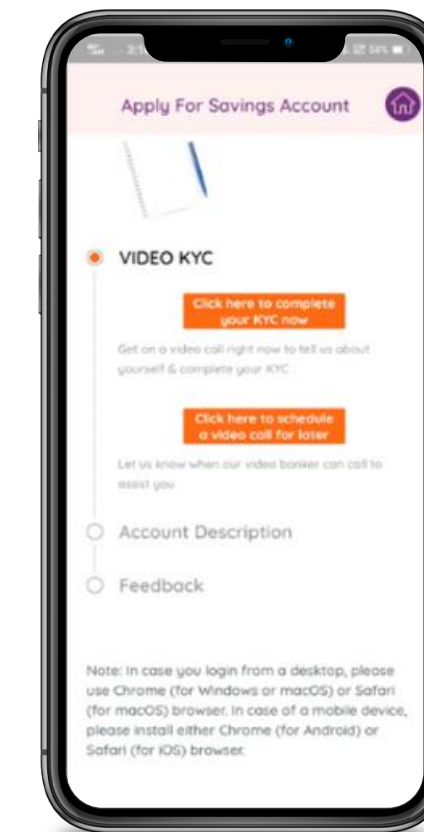 Apply For Savings Account
VIDEO KYC
Click here to complete
your KYC now
Get on a video call right now to tell us about
yourself & complete your KYC
Click here to schedule
a video call for later
Let us know when our video banker can call to
assist you
Account Description
Feedback
Note: In case you login from a desktop, please
use Chrome (for Windows or macOS) or Safari
(for macOS) browser. In case of a mobile device,
please install either Chrome (for Android) or
Safari (for iOS) browser.